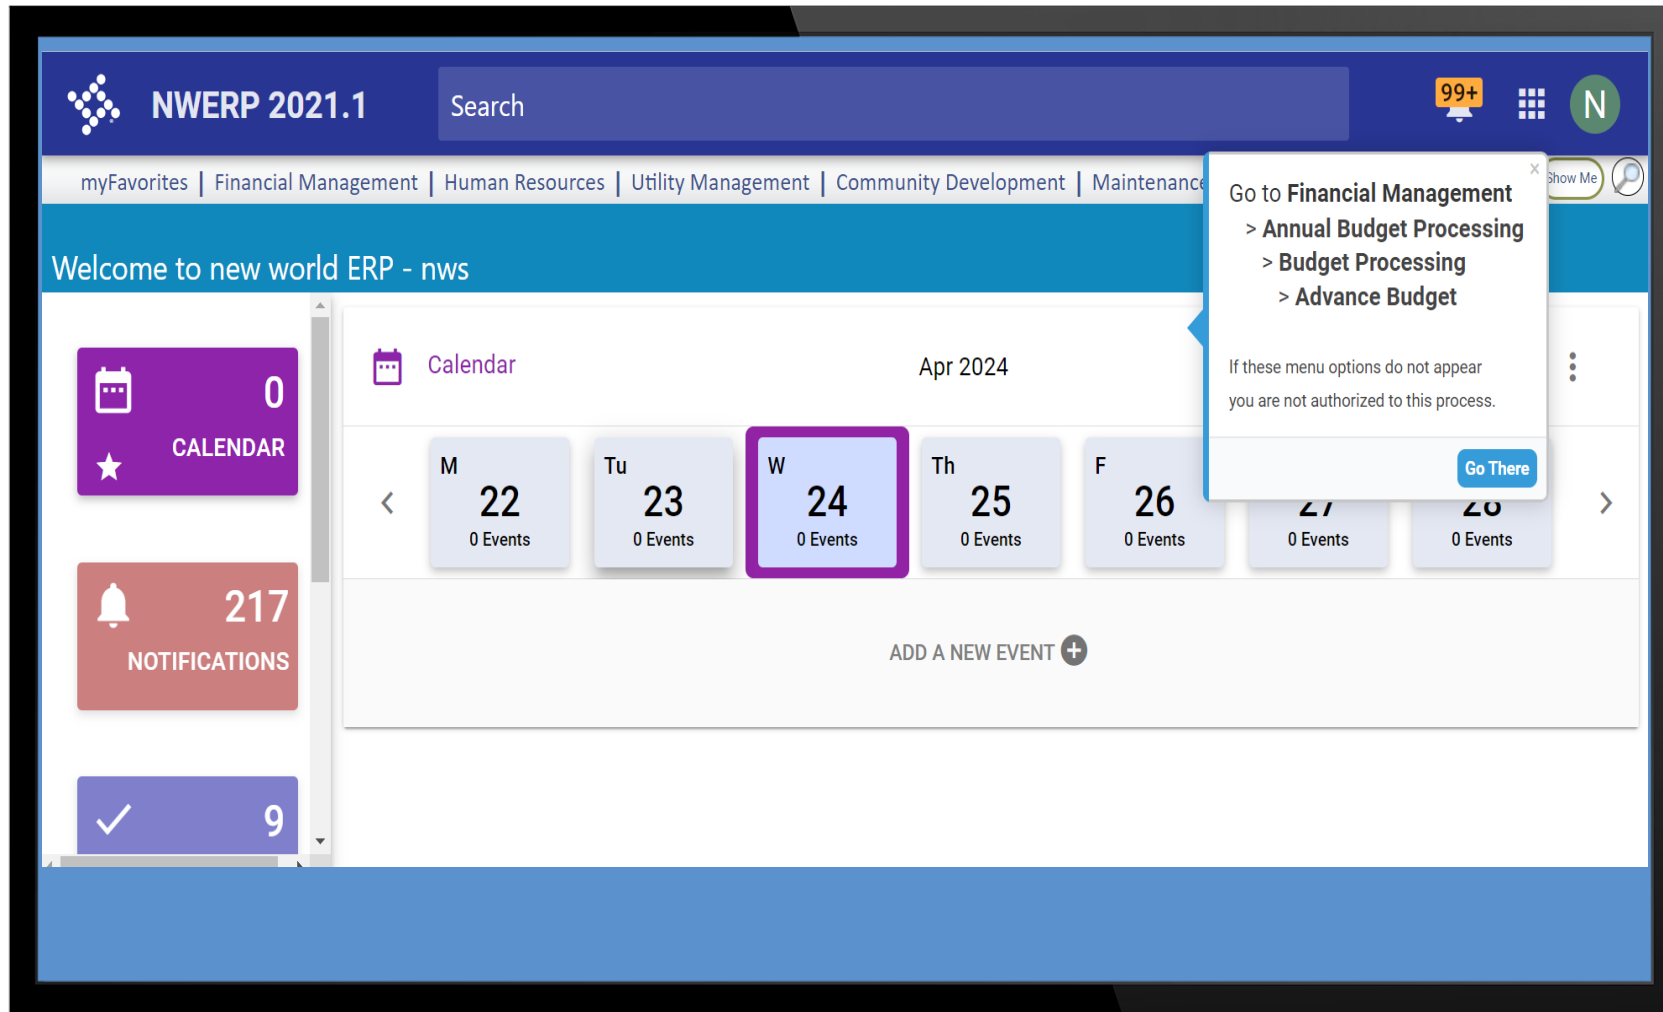 NWERP 2021.1
Search
99+
N
myFavorites | Financial Management | Human Resources | Utility Management | Community Development | Maintenance
Show Me
Welcome to new world ERP - nws
x
Go to Financial Management
> Annual Budget Processing
> Budget Processing
> Advance Budget
If these menu options do not appear
you are not authorized to this process.
Go There
0
CALENDAR
217
NOTIFICATIONS
9
Calendar
Apr 2024
M
22
0 Events
Tu
23
0 Events
W
24
0 Events
Th
25
0 Events
F
26
0 Events
27
0 Events
28
0 Events
ADD A NEW EVENT